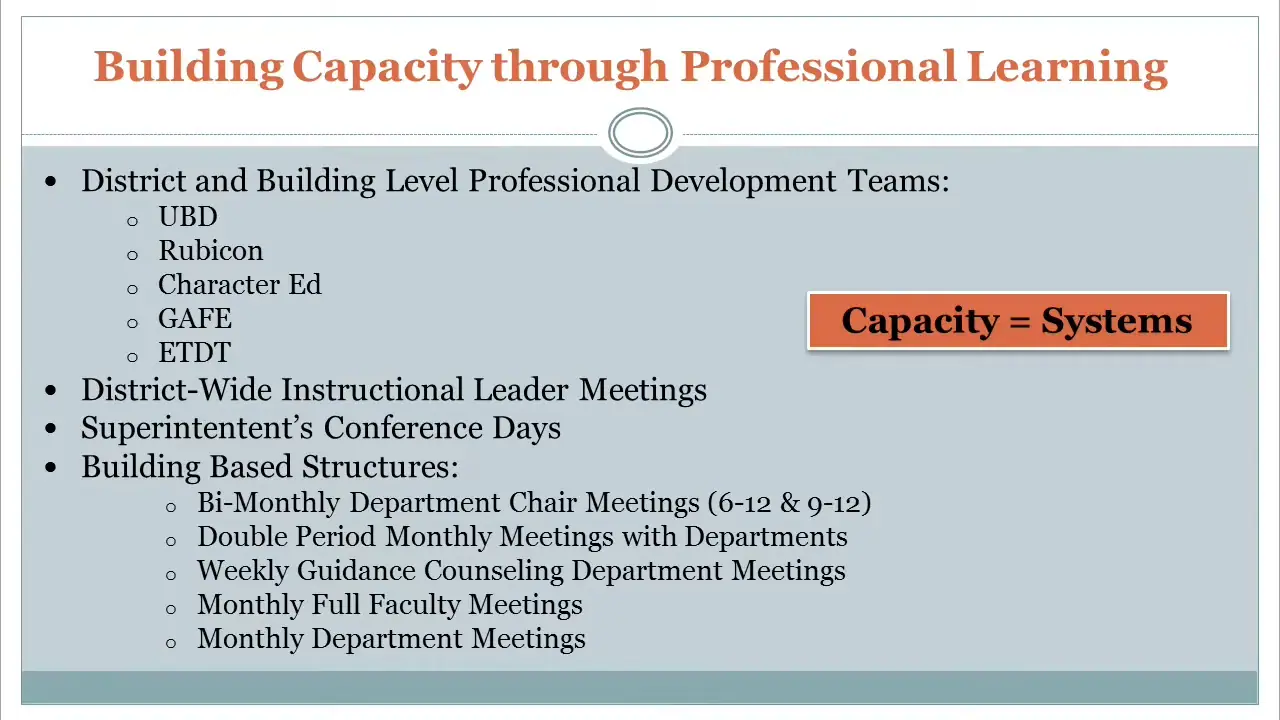 Building Capacity through Professional Learning
• District and Building Level Professional Development Teams:
o UBD
o Rubicon
o Character Ed
o GAFE
o ETDT
Capacity = Systems
• District-Wide Instructional Leader Meetings
• Superintentent’s Conference Days
• Building Based Structures:
o Bi-Monthly Department Chair Meetings (6-12 & 9-12)
o Double Period Monthly Meetings with Departments
o Weekly Guidance Counseling Department Meetings
o Monthly Full Faculty Meetings
o Monthly Department Meetings